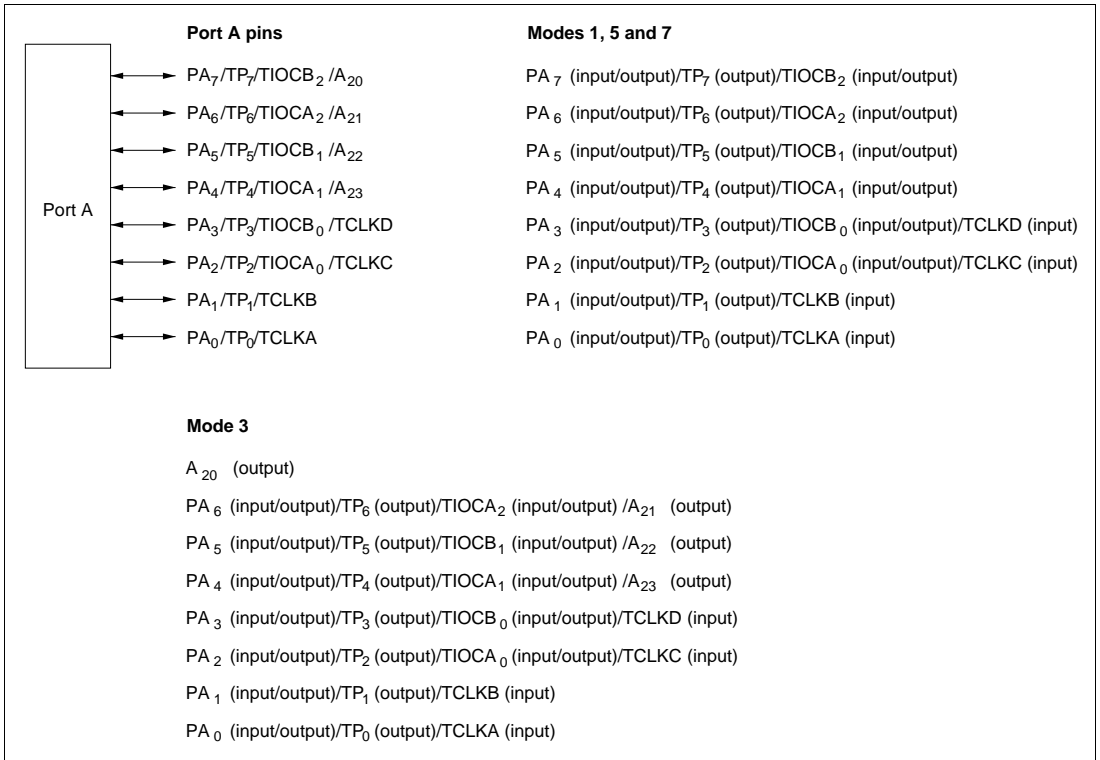 Port A pins Modes 1, 5 and 7
PA7/TP7/TIOCB2 /A20 PA 7 (input/output)/TP7 (output)/TIOCB2 (input/output)
PA6/TP6/TIOCA2 /A21 PA 6 (input/output)/TP6 (output)/TIOCA2 (input/output)
PA5/TP5/TIOCB1 /A22 PA 5 (input/output)/TP5 (output)/TIOCB1 (input/output)
PA4/TP4/TIOCA1 /A23 PA 4 (input/output)/TP4 (output)/TIOCA1 (input/output)
Port A
PA3/TP3/TIOCB0 /TCLKD PA 3 (input/output)/TP3 (output)/TIOCB 0 (input/output)/TCLKD (input)
PA2/TP2/TIOCA0 /TCLKC PA 2 (input/output)/TP2 (output)/TIOCA 0 (input/output)/TCLKC (input)
PA1/TP1/TCLKB PA 1 (input/output)/TP1 (output)/TCLKB (input)
PA0/TP0/TCLKA PA 0 (input/output)/TP0 (output)/TCLKA (input)
Mode 3
A 20 (output)
PA 6 (input/output)/TP6 (output)/TIOCA2 (input/output) /A21 (output)
PA 5 (input/output)/TP5 (output)/TIOCB1 (input/output) /A22 (output)
PA 4 (input/output)/TP4 (output)/TIOCA1 (input/output) /A23 (output)
PA 3 (input/output)/TP3 (output)/TIOCB 0 (input/output)/TCLKD (input)
PA 2 (input/output)/TP2 (output)/TIOCA 0 (input/output)/TCLKC (input)
PA 1 (input/output)/TP1 (output)/TCLKB (input)
PA 0 (input/output)/TP0 (output)/TCLKA (input)